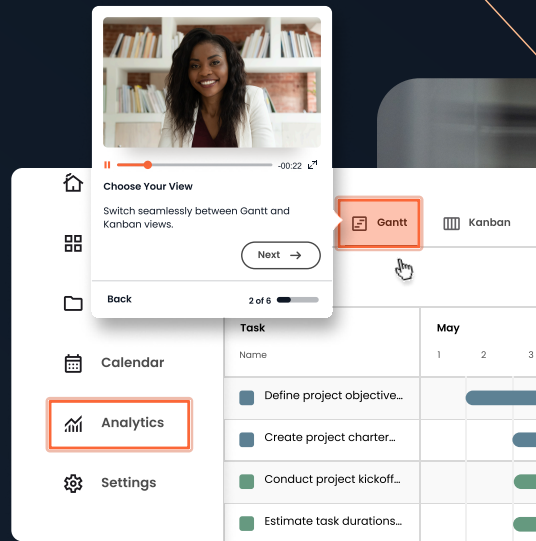 -00:22
Choose Your View
Switch seamlessly between Gantt and
Kanban views.
Next
Back
2 of 6
Gantt
Kanban
Calendar
Analytics
Settings
Task
May
Name
1
2
3
Define project objective...
Create project charter...
Conduct project kickoff...
Estimate task durations...